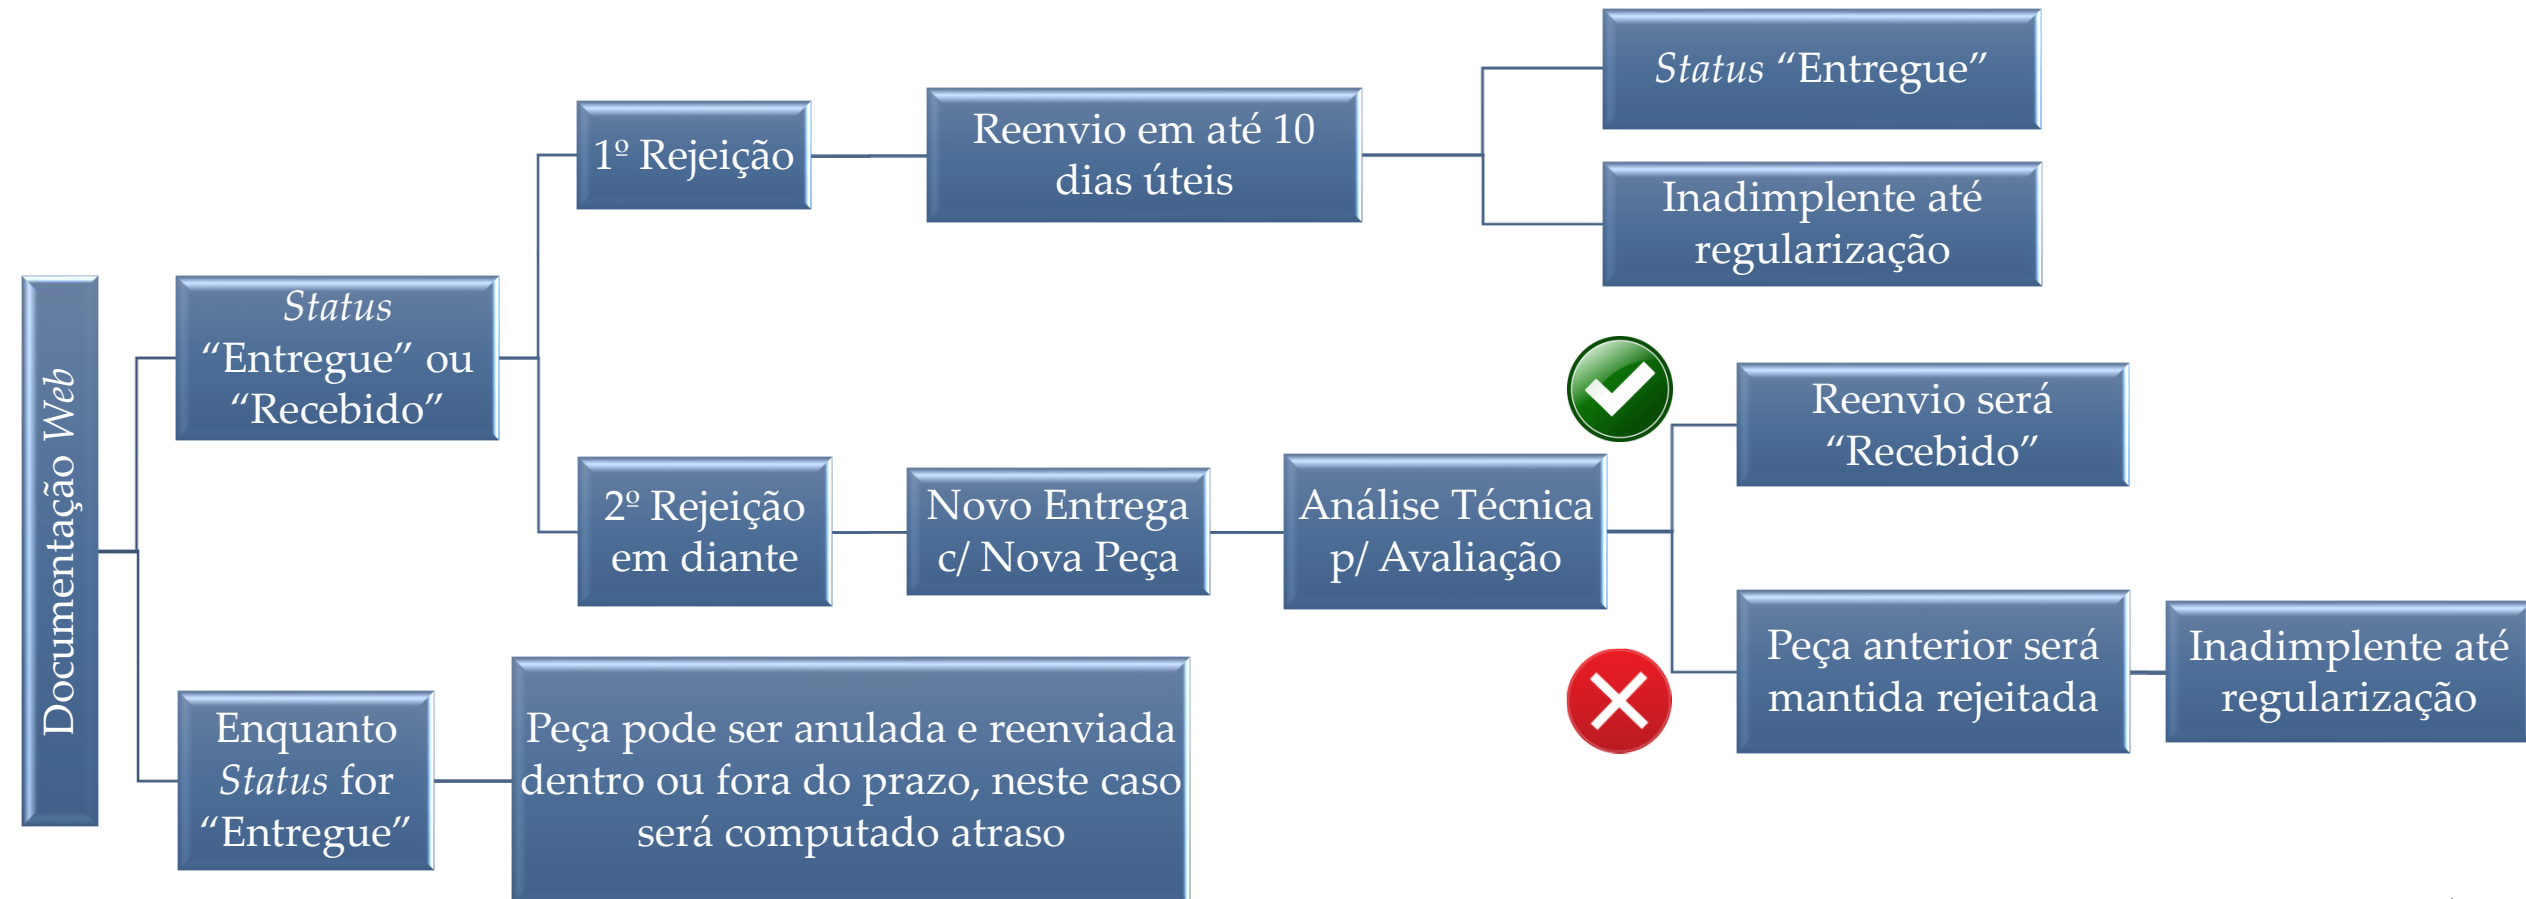 Documentação Web
Status
“Entregue” ou
“Recebido”
1º Rejeição
Reenvio em até 10
dias úteis
Status “Entregue”
Inadimplente até
regularização
2º Rejeição
em diante
Novo Entrega
c/ Nova Peça
Análise Técnica
p/ Avaliação
Reenvio será
“Recebido”
Peça anterior será
mantida rejeitada
Inadimplente até
regularização
Enquanto
Status for
“Entregue”
Peça pode ser anulada e reenviada
dentro ou fora do prazo, neste caso
será computado atraso